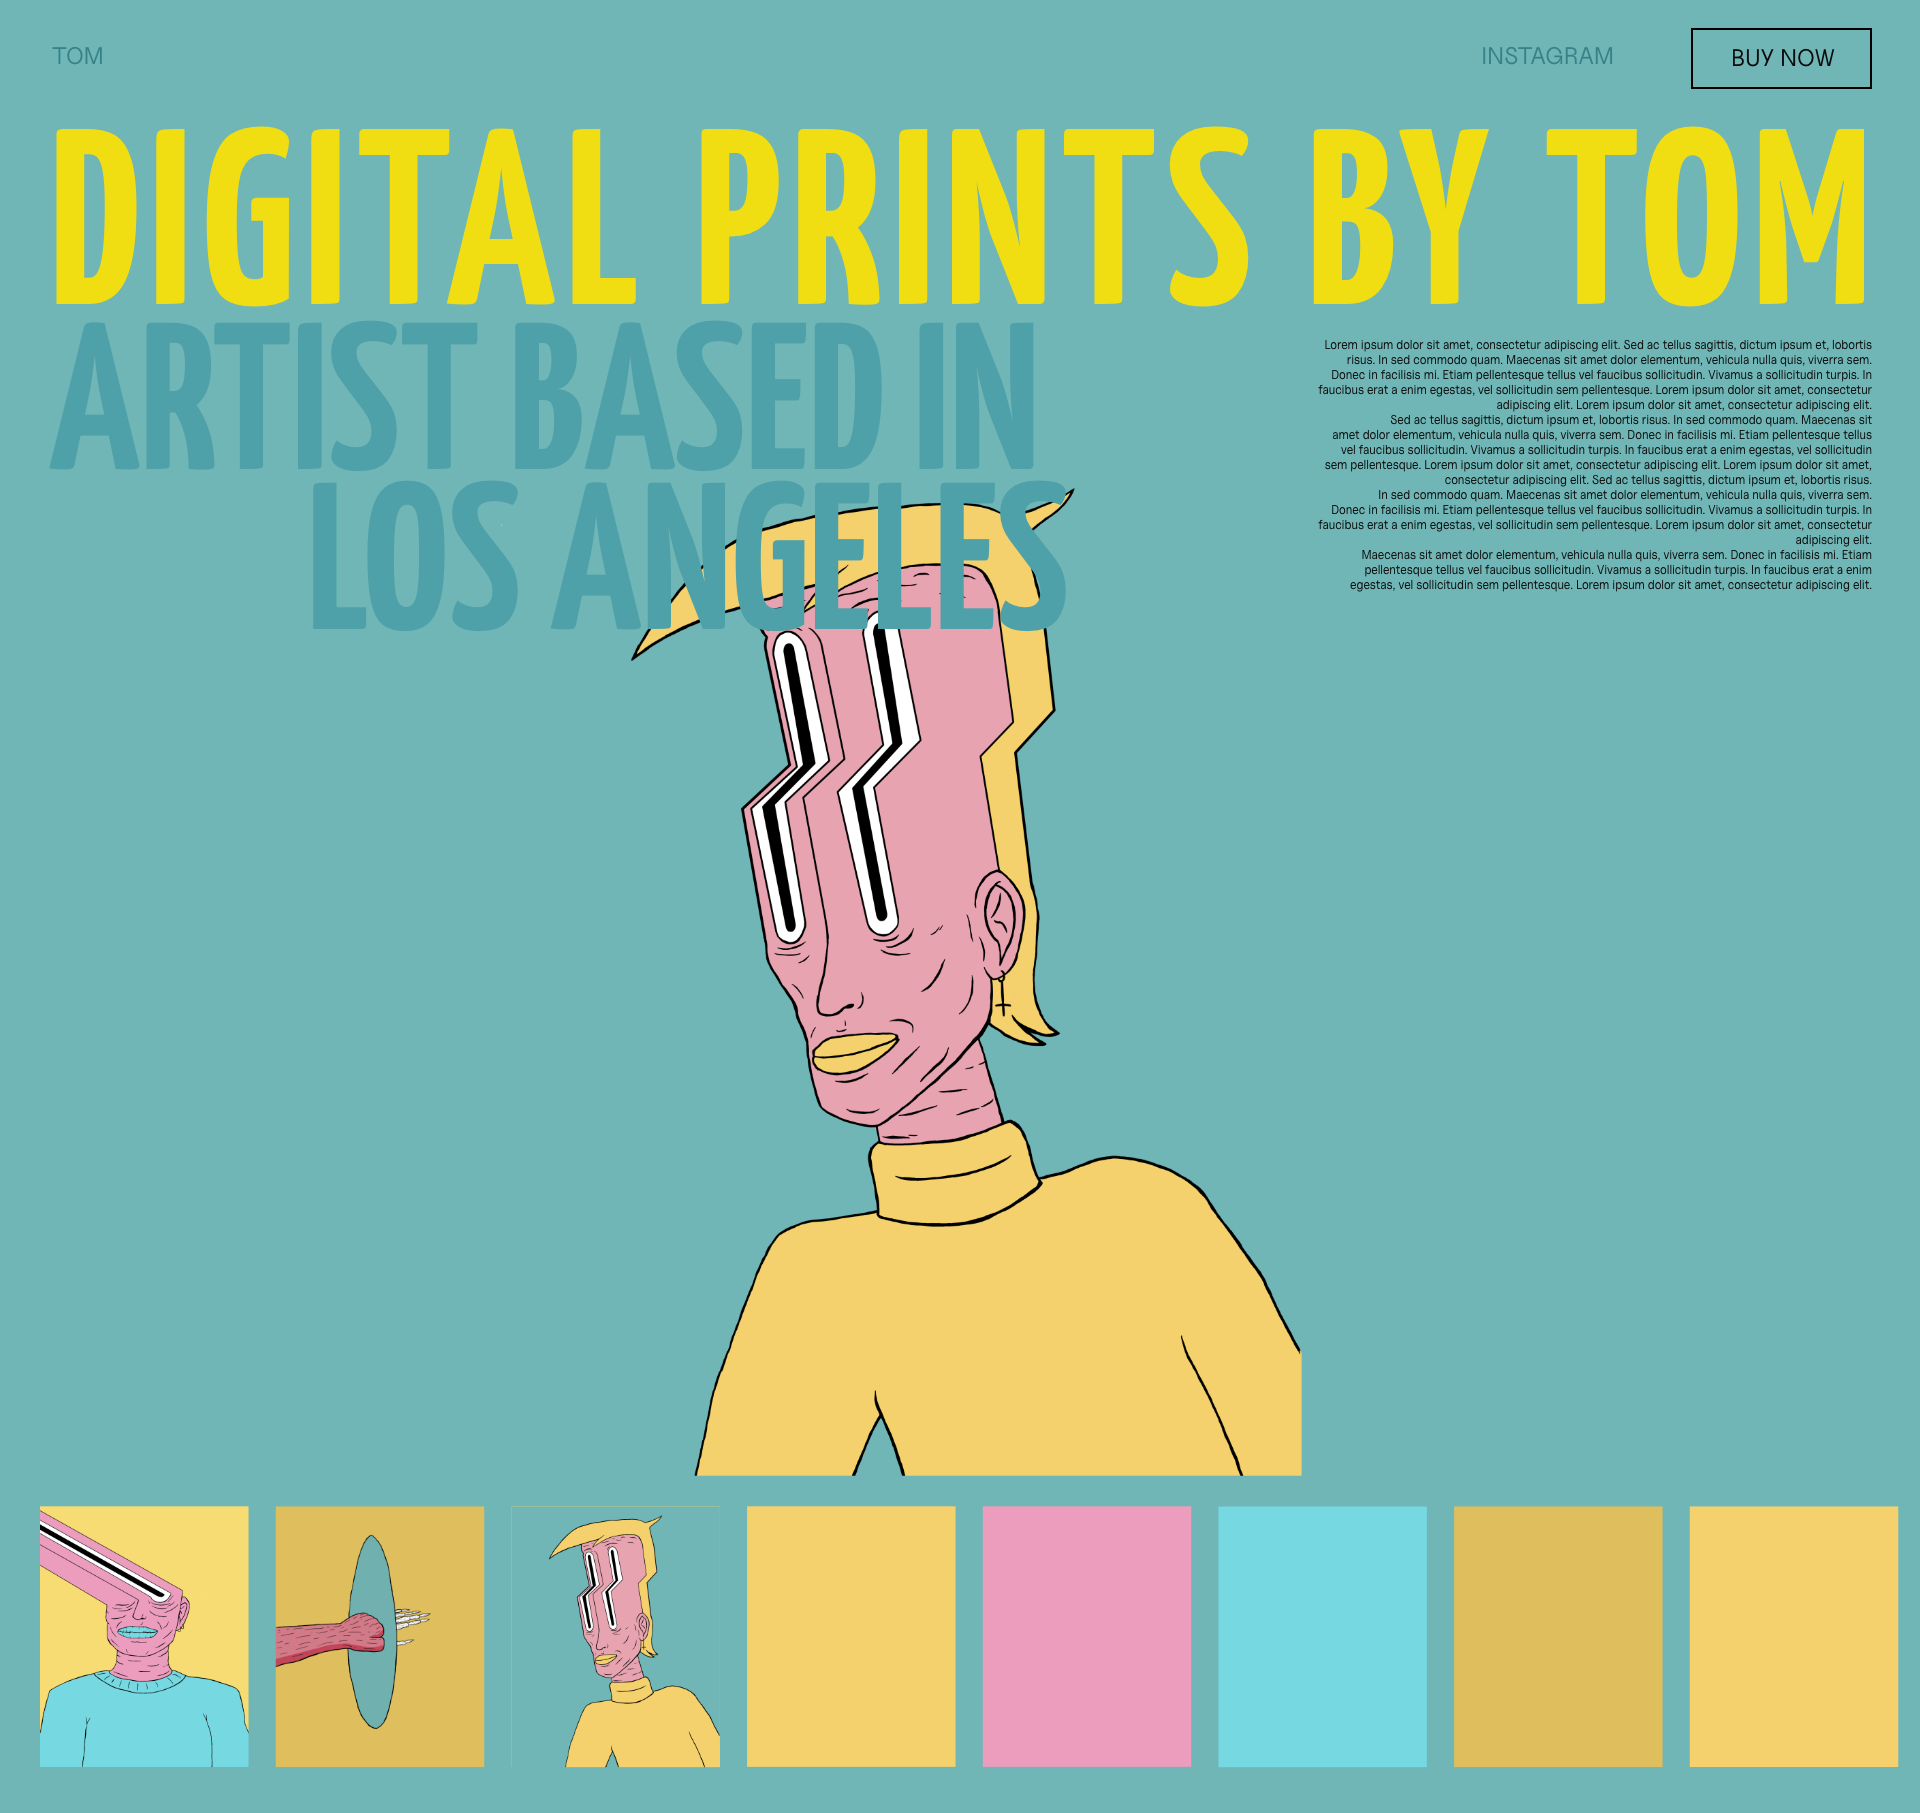 TOM
INSTAGRAM
BUY NOW
DIGITAL PRINTS BY TOM
ARTIST BASED IN
LOS ANGELES
Lorem ipsum dolor sit amet, consectetur adipiscing elit. Sed ac tellus sagittis, dictum ipsum et, lobortis
risus. In sed commodo quam. Maecenas sit amet dolor elementum, vehicula nulla quis, viverra sem.
Donec in facilisis mi. Etiam pellentesque tellus vel faucibus sollicitudin. Vivamus a sollicitudin turpis. In
faucibus erat a enim egestas, vel sollicitudin sem pellentesque. Lorem ipsum dolor sit amet, consectetur
adipiscing elit. Lorem ipsum dolor sit amet, consectetur adipiscing elit.
Sed ac tellus sagittis, dictum ipsum et, lobortis risus. In sed commodo quam. Maecenas sit
amet dolor elementum, vehicula nulla quis, viverra sem. Donec in facilisis mi. Etiam pellentesque tellus
vel faucibus sollicitudin. Vivamus a sollicitudin turpis. In faucibus erat a enim egestas, vel sollicitudin
sem pellentesque. Lorem ipsum dolor sit amet, consectetur adipiscing elit. Lorem ipsum dolor sit amet,
consectetur adipiscing elit. Sed ac tellus sagittis, dictum ipsum et, lobortis risus.
In sed commodo quam. Maecenas sit amet dolor elementum, vehicula nulla quis, viverra sem.
Donec in facilisis mi. Etiam pellentesque tellus vel faucibus sollicitudin. Vivamus a sollicitudin turpis. In
faucibus erat a enim egestas, vel sollicitudin sem pellentesque. Lorem ipsum dolor sit amet, consectetur
adipiscing elit.
Maecenas sit amet dolor elementum, vehicula nulla quis, viverra sem. Donec in facilisis mi. Etiam
pellentesque tellus vel faucibus sollicitudin. Vivamus a sollicitudin turpis. In faucibus erat a enim
egestas, vel sollicitudin sem pellentesque. Lorem ipsum dolor sit amet, consectetur adipiscing elit.